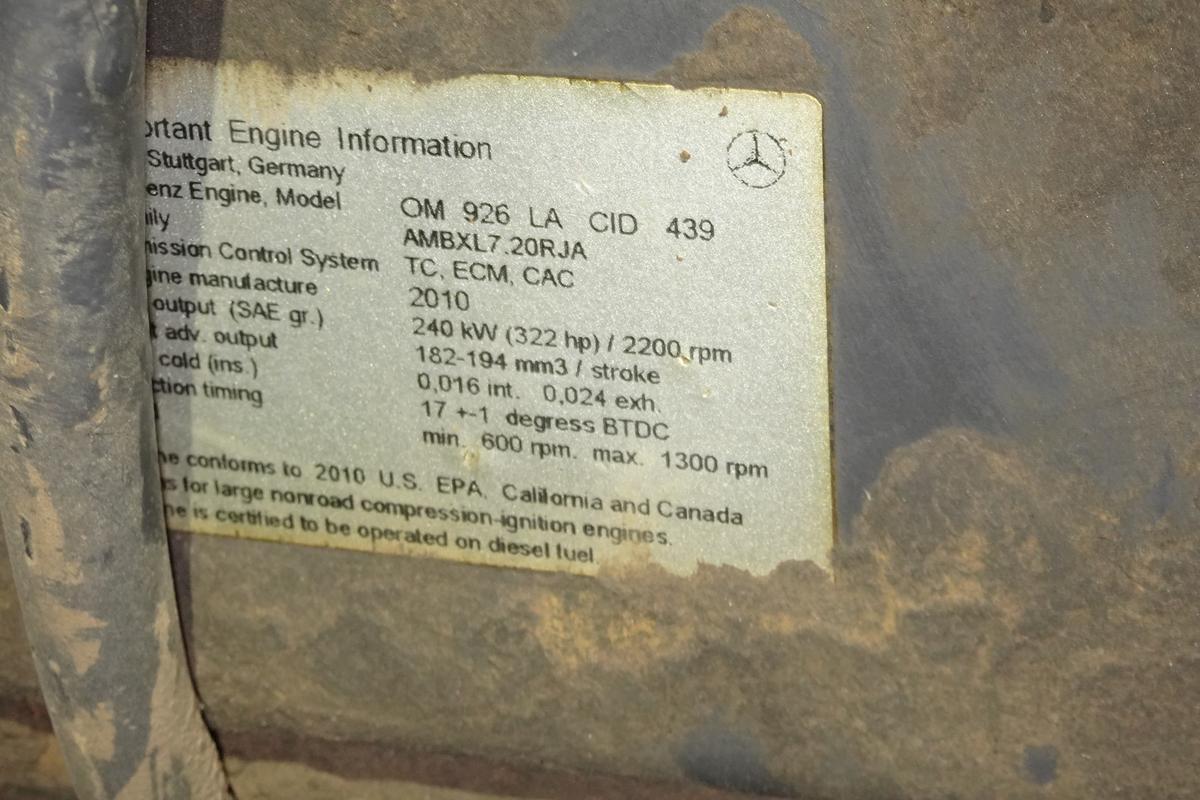 ortant Engine Information
Stuttgart, Germany
enz Engine, Model OM 926 LA CID 439
ily AMBXL7.20RJA
ission Control System TC, ECM, CAC
gine manufacture 2010
output (SAE gr.) 240 kW (322 hp) / 2200 rpm
t adv. output 182-194 mm3 / stroke
cold (ins.) 0,016 int. 0,024 exh.
ction timing 17 +-1 degress BTDC
min. 600 rpm. max. 1300 rpm
ne conforms to 2010 U.S. EPA, California and Canada
s for large nonroad compression-ignition engines.
ne is certified to be operated on diesel fuel.